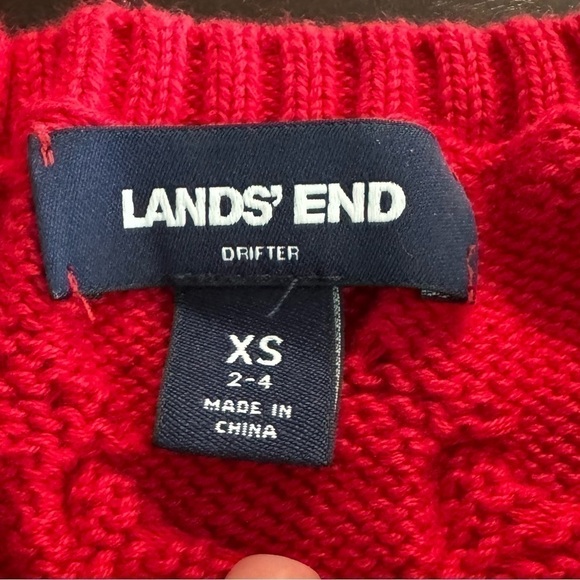 LANDS' END
DRIFTER
XS
2-4
MADE IN
CHINA